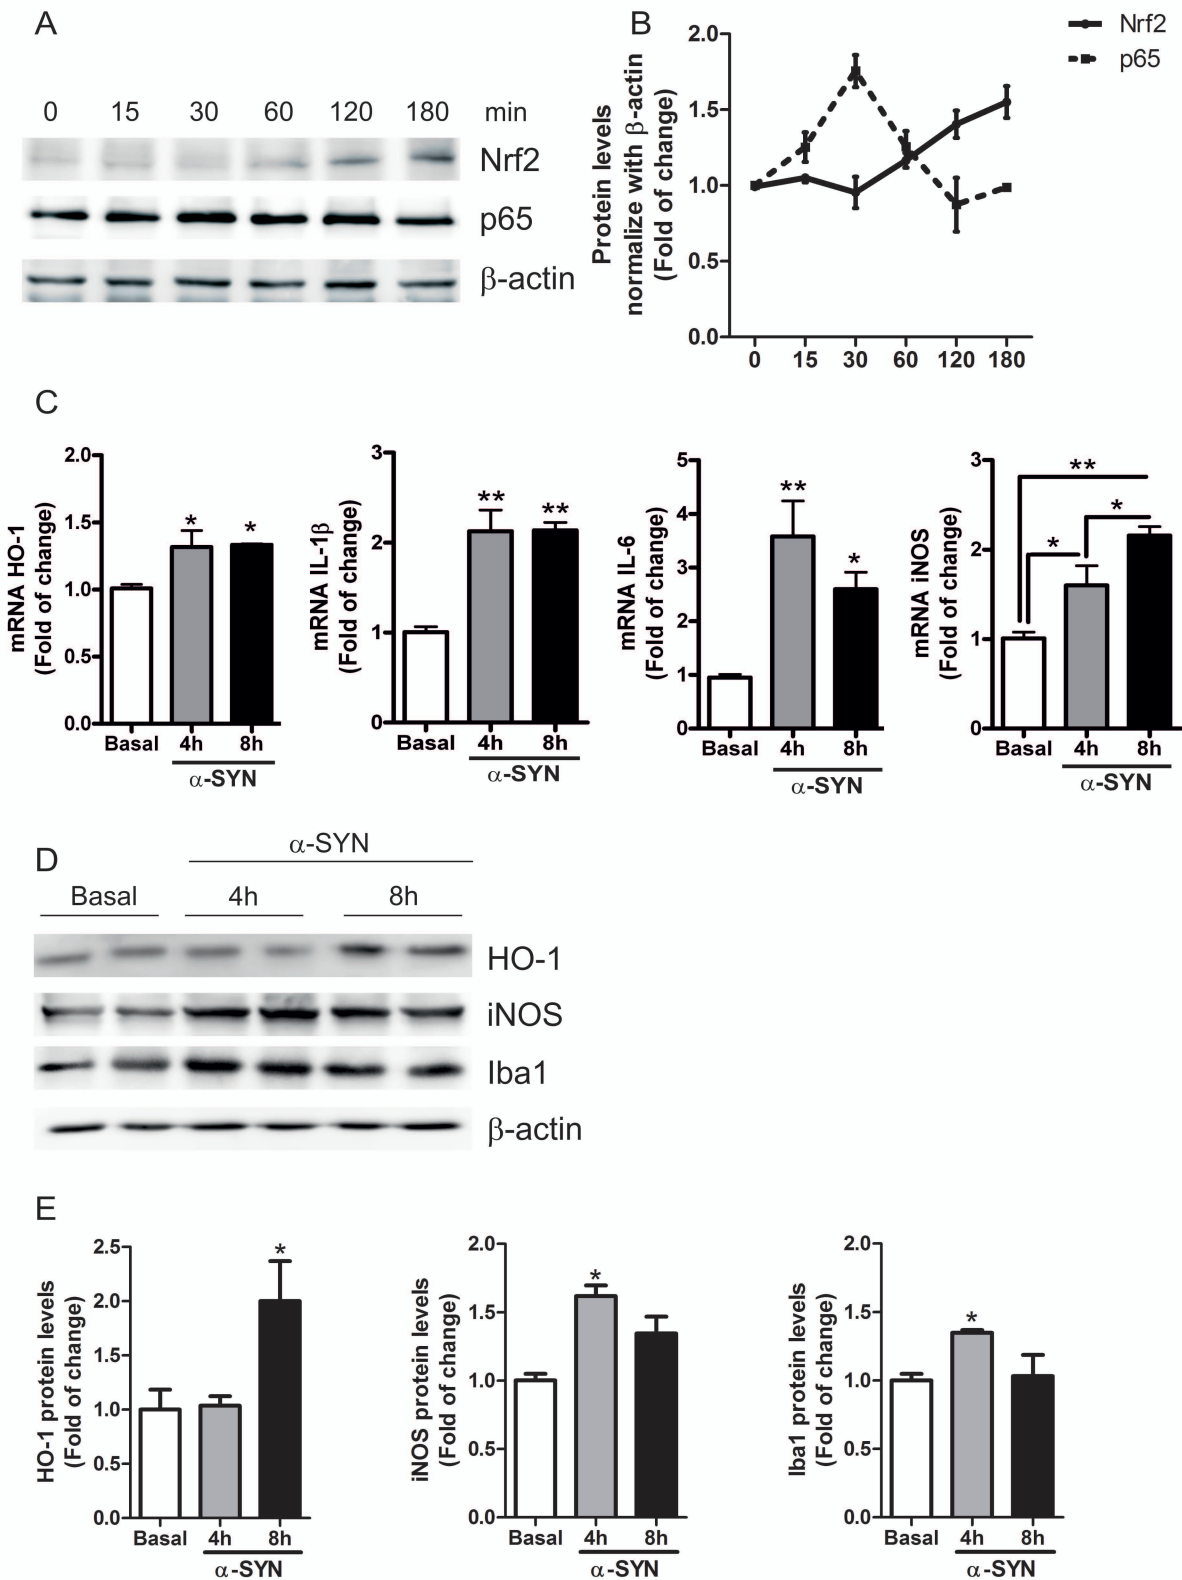 A
0 15 30 60 120 180 min
Nrf2
p65
β-actin
B
Nrf2
p65
Protein levels
normalize with β-actin
(Fold of change)
2.0
1.5
1.0
0.5
0.0
0 15 30 60 120 180
C
mRNA HO-1
(Fold of change)
2.0
1.5
1.0
0.5
0.0
* *
Basal 4h 8h
α-SYN
mRNA IL-1β
(Fold of change)
3
2
1
0
** **
Basal 4h 8h
α-SYN
mRNA IL-6
(Fold of change)
5
4
3
2
1
0
**
*
Basal 4h 8h
α-SYN
mRNA iNOS
(Fold of change)
3
2
1
0
**
*
*
Basal 4h 8h
α-SYN
D
α-SYN
Basal 4h 8h
HO-1
iNOS
Iba1
β-actin
E
HO-1 protein levels
(Fold of change)
2.5
2.0
1.5
1.0
0.5
0.0
*
Basal 4h 8h
α-SYN
iNOS protein levels
(Fold of change)
2.0
1.5
1.0
0.5
0.0
*
Basal 4h 8h
α-SYN
Iba1 protein levels
(Fold of change)
2.0
1.5
1.0
0.5
0.0
*
Basal 4h 8h
α-SYN